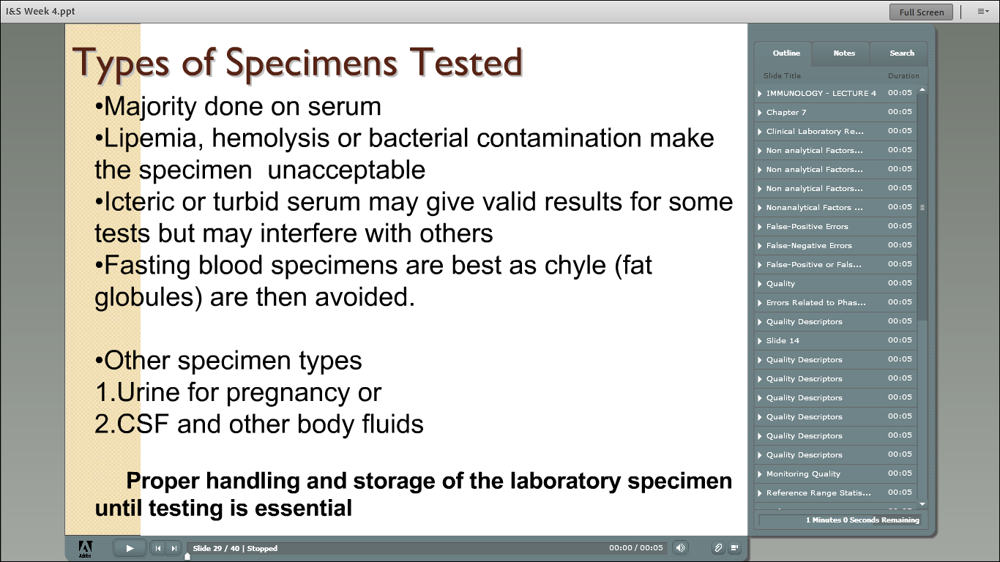 I&S Week 4.ppt
Full Screen
Types of Specimens Tested
•Majority done on serum
•Lipemia, hemolysis or bacterial contamination make
the specimen  unacceptable
•Icteric or turbid serum may give valid results for some
tests but may interfere with others
•Fasting blood specimens are best as chyle (fat
globules) are then avoided.
•Other specimen types
1.Urine for pregnancy or
2.CSF and other body fluids
Proper handling and storage of the laboratory specimen
until testing is essential
Outline Notes Search
Slide Title Duration
IMMUNOLOGY - LECTURE 4 00:05
Chapter 7 00:05
Clinical Laboratory Re... 00:05
Non analytical Factors... 00:05
Non analytical Factors... 00:05
Non analytical Factors... 00:05
Nonanalytical Factors ... 00:05
False-Positive Errors 00:05
False-Negative Errors 00:05
False-Positive or Fals... 00:05
Quality 00:05
Errors Related to Phas... 00:05
Quality Descriptors 00:05
Slide 14 00:05
Quality Descriptors 00:05
Quality Descriptors 00:05
Quality Descriptors 00:05
Quality Descriptors 00:05
Quality Descriptors 00:05
Quality Descriptors 00:05
Monitoring Quality 00:05
Reference Range Statis... 00:05
1 Minutes 0 Seconds Remaining
Adobe
Slide 29 / 40 | Stopped
00:00 / 00:05